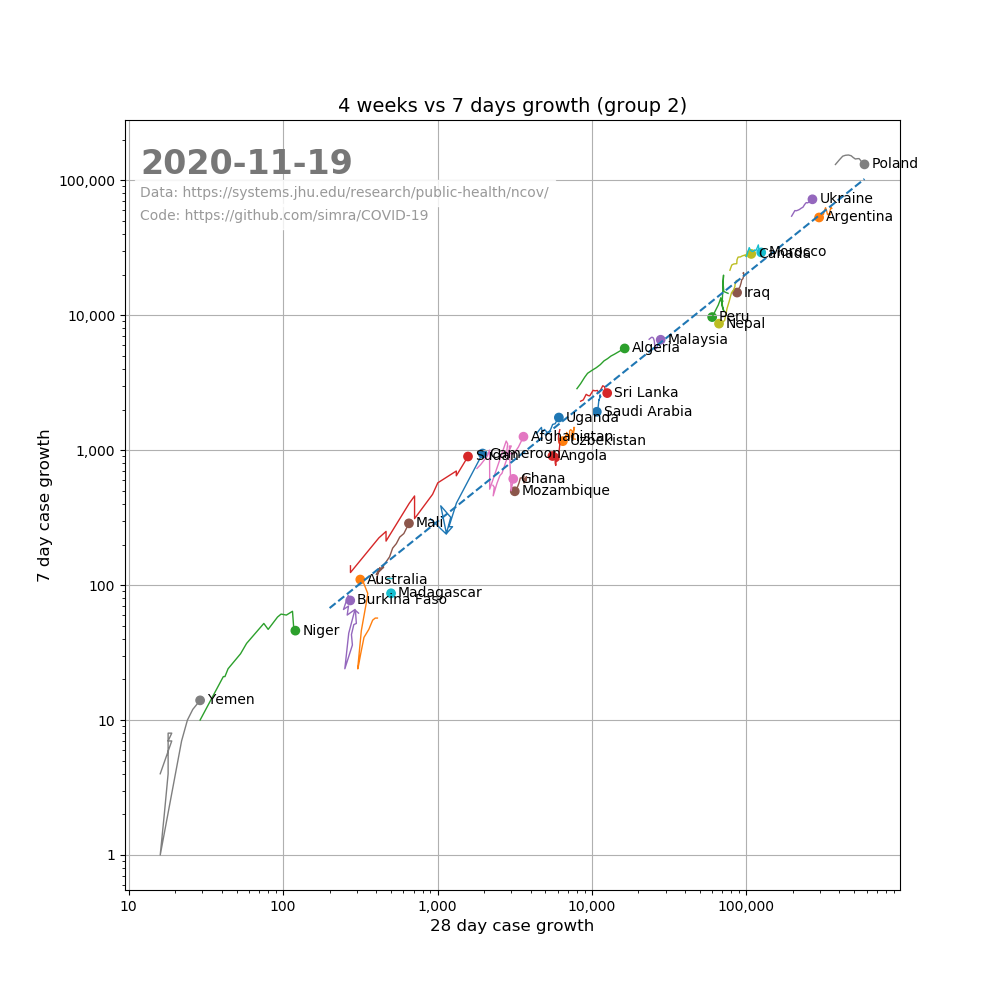 4 weeks vs 7 days growth (group 2)
2020-11-19
Data: https://systems.jhu.edu/research/public-health/ncov/
Code: https://github.com/simra/COVID-19
Poland
Ukraine
Argentina
Morocco
Canada
Iraq
Peru
Nepal
Malaysia
Algeria
Sri Lanka
Saudi Arabia
Uganda
Afghanistan
Uzbekistan
Cameroon
Sudan
Angola
Ghana
Mozambique
Mali
Australia
Madagascar
Burkina Faso
Niger
Yemen
100,000
10,000
1,000
100
10
1
7 day case growth
10
100
1,000
10,000
100,000
28 day case growth